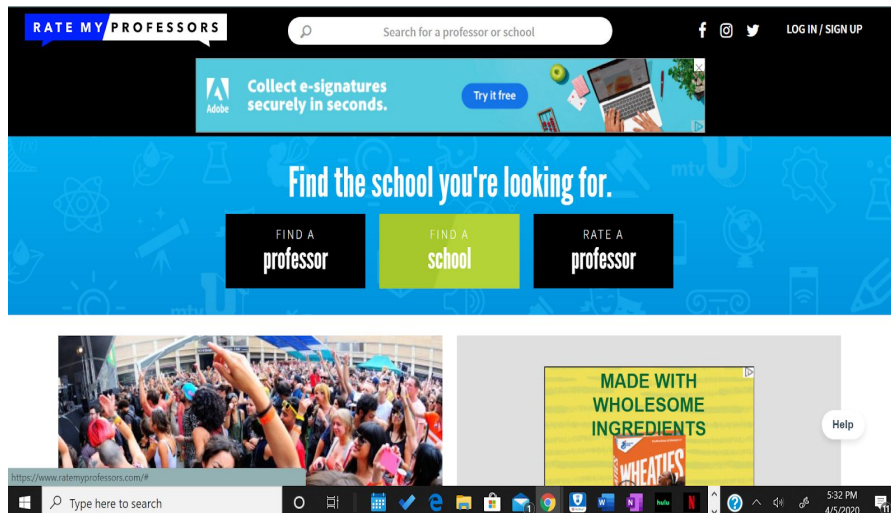 RATE MY PROFESSORS
Search for a professor or school
LOG IN / SIGN UP
Adobe
Collect e-signatures
securely in seconds.
Try it free
mtv U
Find the school you're looking for.
FIND A
professor
FIND A
school
RATE A
professor
mtv
MADE WITH
WHOLESOME
INGREDIENTS
WHEATIES
Help
https://www.ratemyprofessors.com/#
Type here to search
hulu
N
5:32 PM
4/5/2020